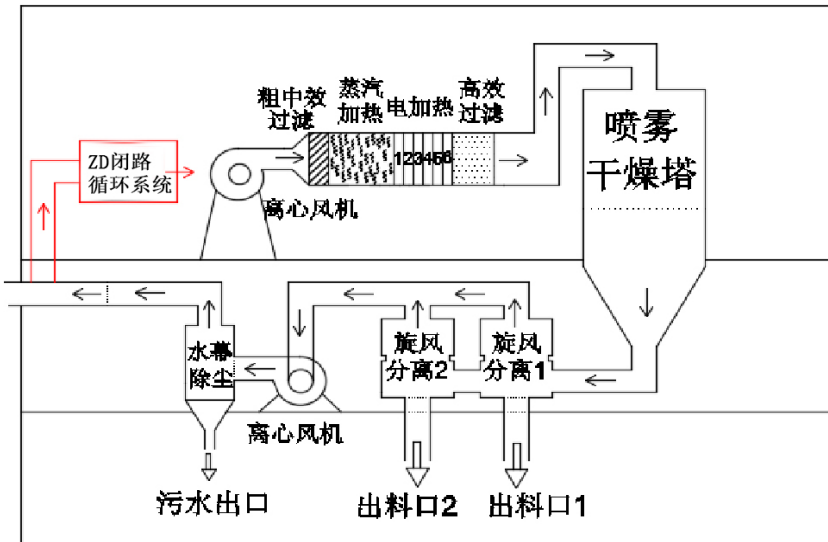 粗中效
过滤
蒸汽
加热
电加热
高效
过滤
123456
喷雾
干燥塔
ZD闭路
循环系统
离心风机
水幕
除尘
旋风
分离2
旋风
分离1
离心风机
污水出口
出料口2
出料口1